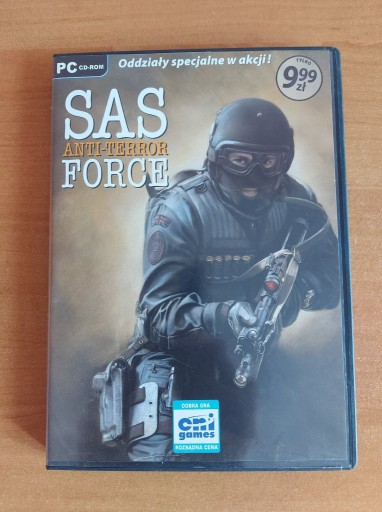 PC CD-ROM
Oddziały specjalne w akcji!
TYLKO
9,99
zł
SAS
ANTI-TERROR
FORCE
DOBRA GRA
oni
games
ROZSĄDNA CENA